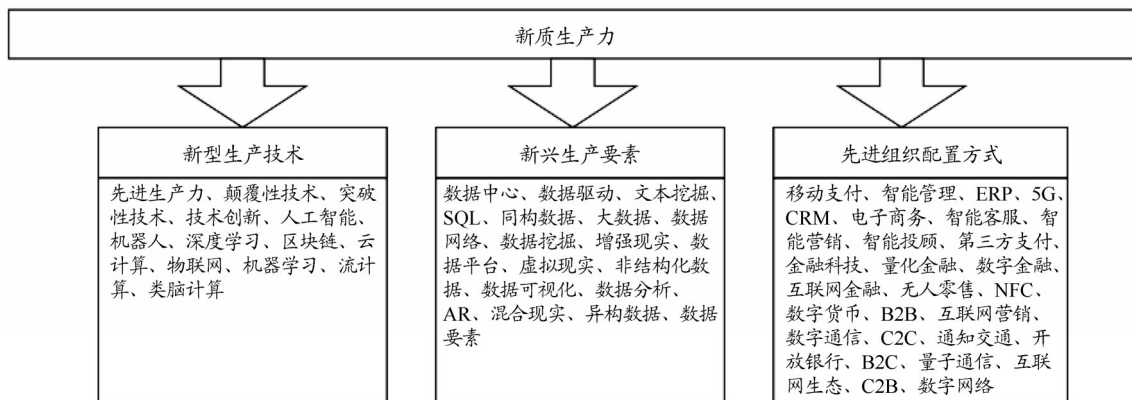 新质生产力
新型生产技术
先进生产力、颠覆性技术、突破
性技术、技术创新、人工智能、
机器人、深度学习、区块链、云
计算、物联网、机器学习、流计
算、类脑计算
新兴生产要素
数据中心、数据驱动、文本挖掘、
SQL、同构数据、大数据、数据
网络、数据挖掘、增强现实、数
据平台、虚拟现实、非结构化数
据、数据可视化、数据分析、
AR、混合现实、异构数据、数据
要素
先进组织配置方式
移动支付、智能管理、ERP、5G、
CRM、电子商务、智能客服、智
能营销、智能投顾、第三方支付、
金融科技、量化金融、数字金融、
互联网金融、无人零售、NFC、
数字货币、B2B、互联网营销、
数字通信、C2C、通知交通、开
放银行、B2C、量子通信、互联
网生态、C2B、数字网络